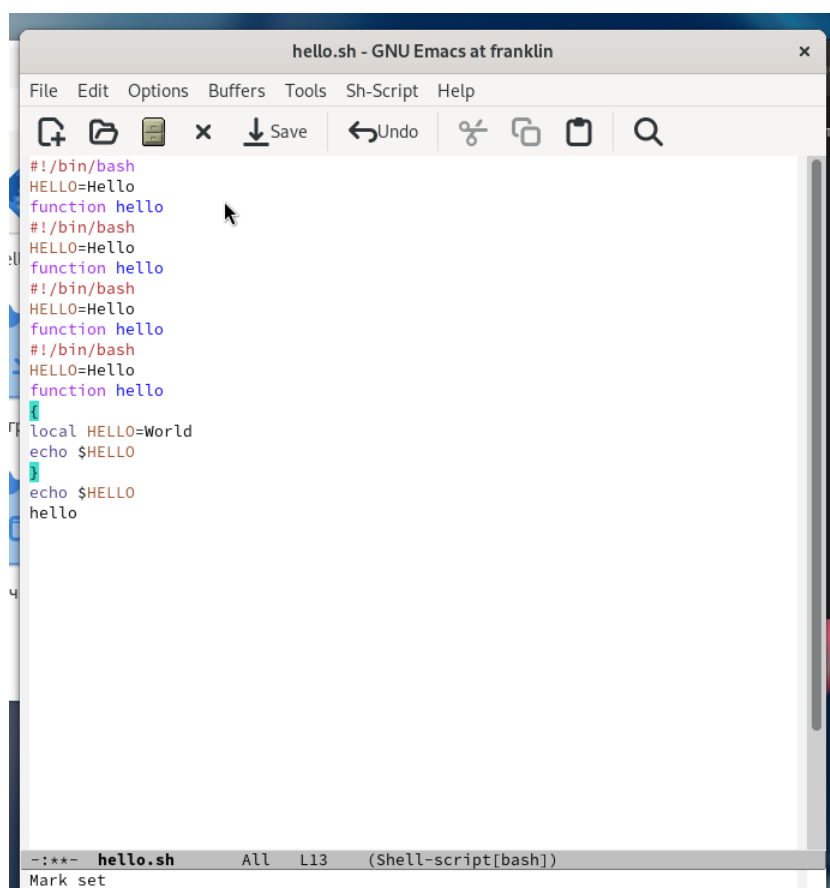 hello.sh - GNU Emacs at franklin
×
File Edit Options Buffers Tools Sh-Script Help
Save Undo
#!/bin/bash
HELLO=Hello
function hello
#!/bin/bash
HELLO=Hello
function hello
#!/bin/bash
HELLO=Hello
function hello
#!/bin/bash
HELLO=Hello
function hello
{
local HELLO=World
echo $HELLO
}
echo $HELLO
hello
-:**- hello.sh All L13 (Shell-script[bash])
Mark set